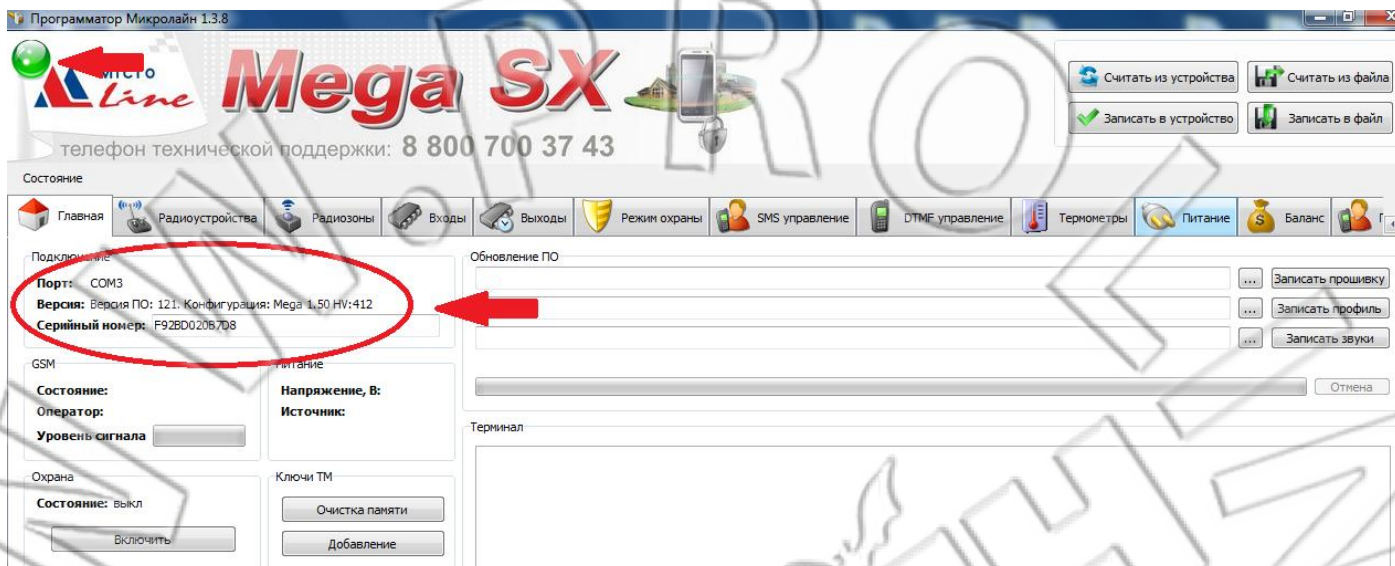 Программатор Микролайн 1.3.8
micro
Line
Mega SX
телефон технической поддержки: 8 800 700 37 43
Считать из устройства
Считать из файла
Записать в устройство
Записать в файл
Состояние
Главная
Радиоустройства
Радиозоны
Входы
Выходы
Режим охраны
SMS управление
DTMF управление
Термометры
Питание
Баланс
Подключение
Порт: COM3
Версия: Версия ПО: 121. Конфигурация: Mega 1.50 HV:412
Серийный номер: F92BD020B7D8
Обновление ПО
... Записать прошивку
... Записать профиль
... Записать звуки
Отмена
GSM
Состояние:
Оператор:
Уровень сигнала
Питание
Напряжение, В:
Источник:
Терминал
Охрана
Состояние: выкл
Включить
Ключи ТМ
Очистка памяти
Добавление